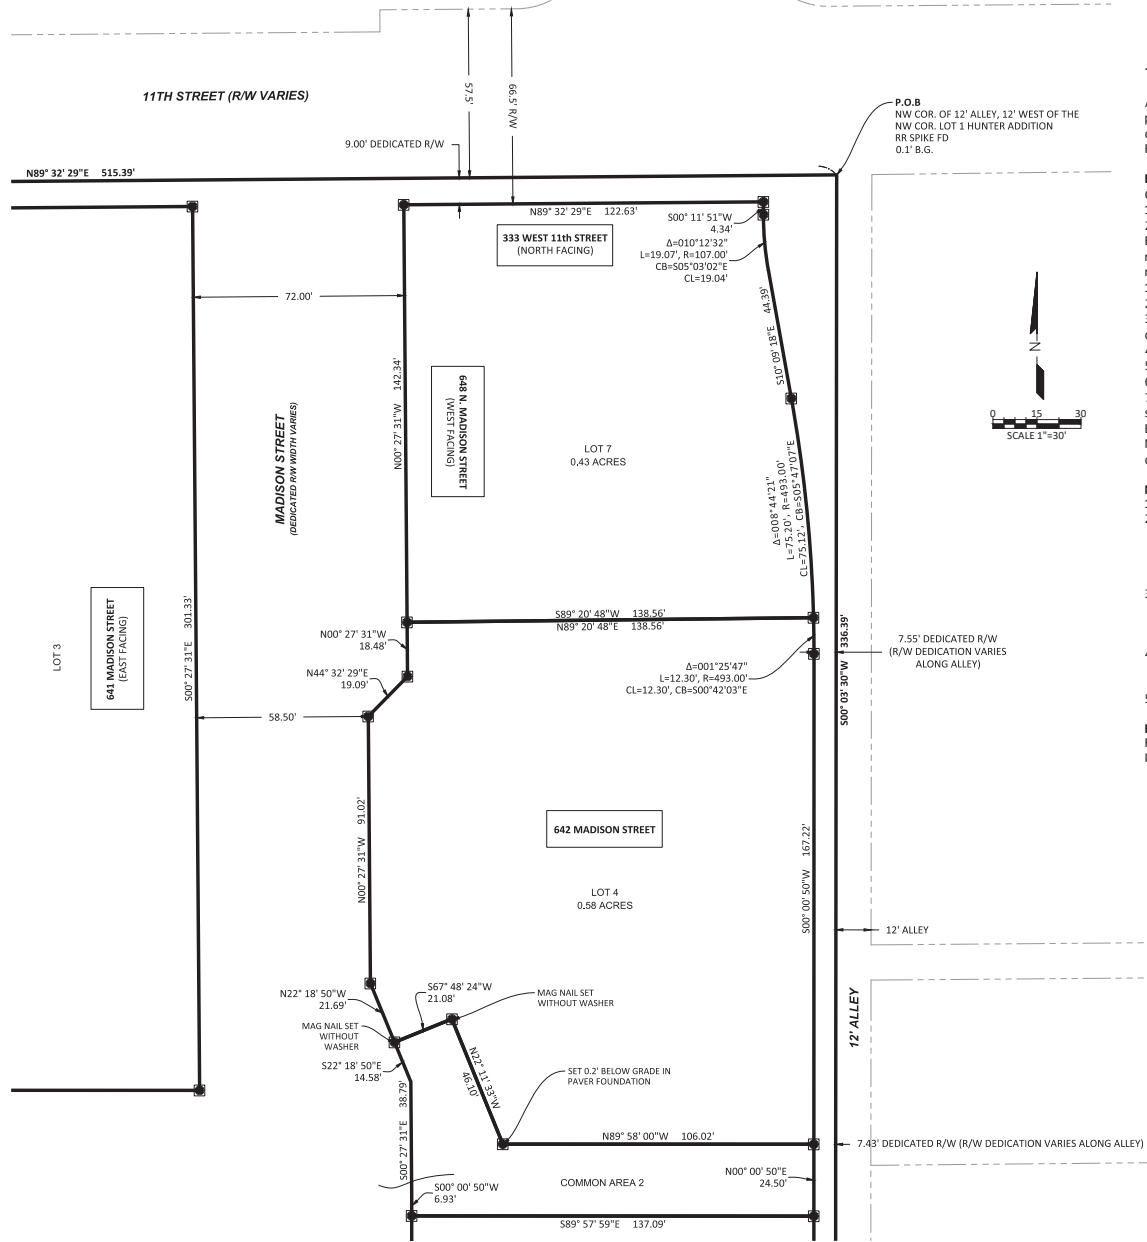 11TH STREET (R/W VARIES)
57.5'
66.5' R/W
9.00' DEDICATED R/W
P.O.B
NW COR. OF 12' ALLEY, 12' WEST OF THE
NW COR. LOT 1 HUNTER ADDITION
RR SPIKE FD
0.1' B.G.
N89° 32' 29"E 515.39'
N89° 32' 29"E 122.63'
S00° 11' 51"W
4.34'
333 WEST 11th STREET
(NORTH FACING)
Δ=010°12'32"
L=19.07', R=107.00'
CB=S05°03'02"E
CL=19.04'
72.00'
S10° 09' 18"E 44.39'
N00° 27' 31"W 142.34'
648 N. MADISON STREET
(WEST FACING)
MADISON STREET
(DEDICATED R/W WIDTH VARIES)
LOT 7
0.43 ACRES
Δ=008°44'21"
L=75.20', R=493.00'
CL=75.12', CB=S05°47'07"E
N
0 15 30
SCALE 1"=30'
S89° 20' 48"W 138.56'
N89° 20' 48"E 138.56'
LOT 3
641 MADISON STREET
(EAST FACING)
S00° 27' 31"E 301.33'
N00° 27' 31"W
18.48'
N44° 32' 29"E
19.09'
58.50'
Δ=001°25'47"
L=12.30', R=493.00'
CL=12.30', CB=S00°42'03"E
S00° 03' 30"W 336.39'
7.55' DEDICATED R/W
(R/W DEDICATION VARIES
ALONG ALLEY)
N00° 27' 31"W 91.02'
642 MADISON STREET
LOT 4
0.58 ACRES
S00° 00' 50"W 167.22'
12' ALLEY
N22° 18' 50"W
21.69'
S67° 48' 24"W
21.08'
MAG NAIL SET
WITHOUT WASHER
MAG NAIL SET
WITHOUT
WASHER
S22° 18' 50"E
14.58'
12' ALLEY
N22° 11' 33"W
46.10'
SET 0.2' BELOW GRADE IN
PAVER FOUNDATION
S00° 27' 31"E 38.79'
N89° 58' 00"W 106.02'
7.43' DEDICATED R/W (R/W DEDICATION VARIES ALONG ALLEY)
N00° 00' 50"E
24.50'
S00° 00' 50"W
6.93'
COMMON AREA 2
S89° 57' 59"E 137.09'